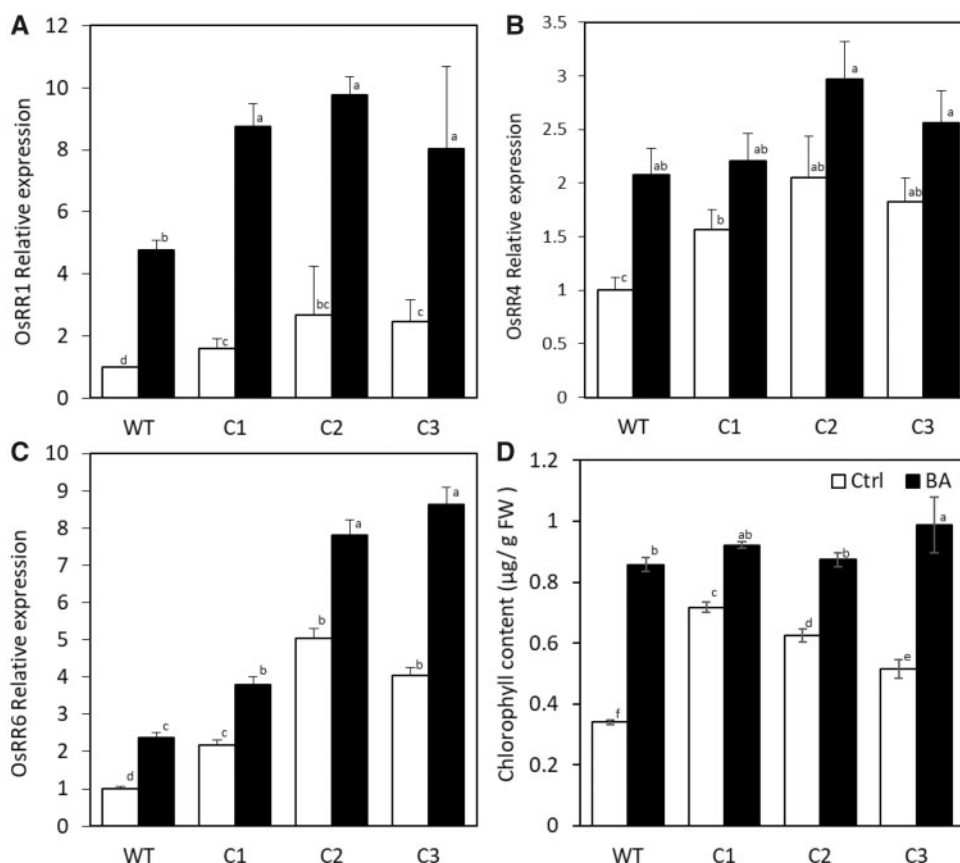 A
OsRR1 Relative expression
12
10
8
6
4
2
0
d
b
c
a
bc
a
c
a
WT C1 C2 C3
B
OsRR4 Relative expression
3.5
3
2.5
2
1.5
1
0.5
0
c
ab
b
ab
ab
a
ab
a
WT C1 C2 C3
C
OsRR6 Relative expression
10
9
8
7
6
5
4
3
2
1
0
d
c
c
b
b
a
b
a
WT C1 C2 C3
D
Chlorophyll content (µg/ g FW )
1.2
1
0.8
0.6
0.4
0.2
0
Ctrl BA
f
b
c
ab
d
b
e
a
WT C1 C2 C3